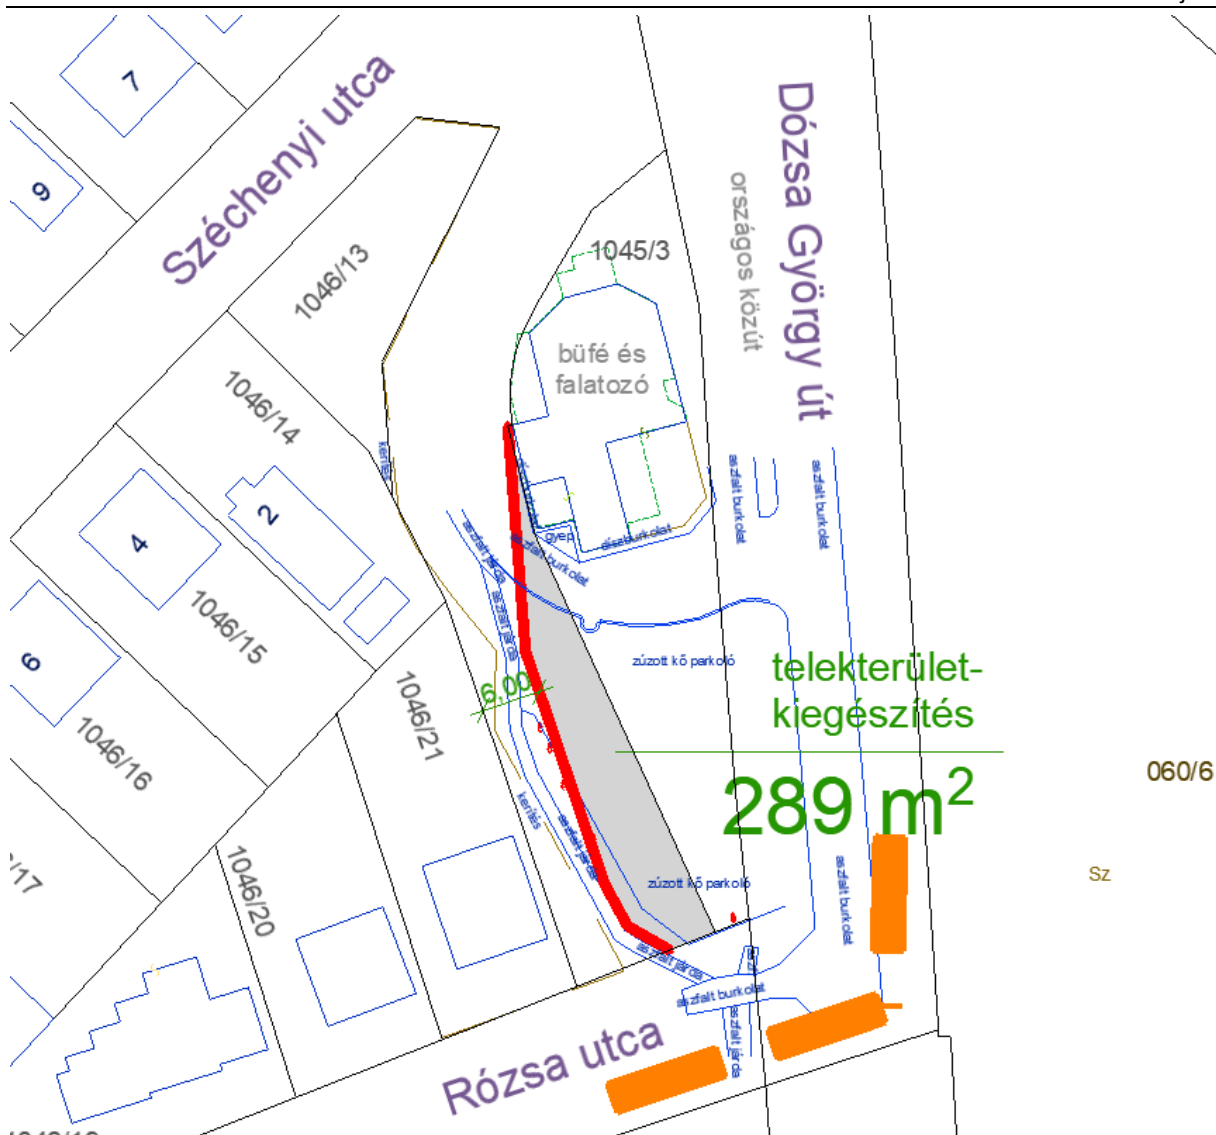 7
9
Széchenyi utca
Dózsa György út
országos közút
1046/13
1045/3
büfé és
falatozó
1046/14
kerítés
2
4
aszfalt burkolat
aszfalt burkolat
gyep
díszburkolat
aszfalt burkolat
aszfalt járda
aszfalt járda
1046/15
6
zúzott kő parkoló
telekterület-
kiegészítés
6,00
1046/21
1046/16
289 m²
060/6
kerítés
aszfalt járda
1046/20
zúzott kő parkoló
aszfalt burkolat
Sz
/17
aszfalt járda
aszfalt burkolat
aszfalt járda
Rózsa utca